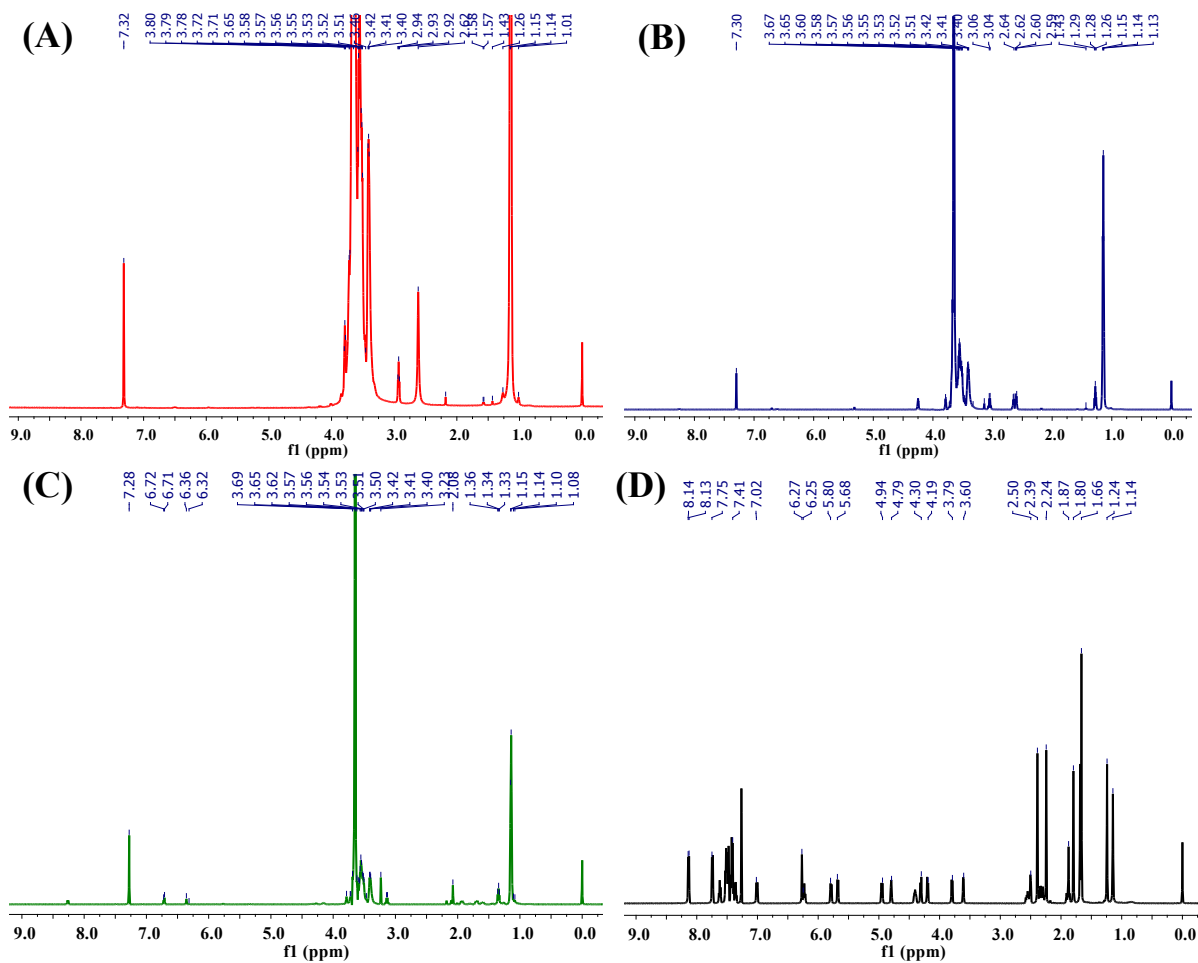 (A)
7.32 3.80 3.79 3.78 3.72 3.71 3.65 3.58 3.57 3.56 3.55 3.53 3.52 3.51 3.42 3.41 3.40 2.94 2.93 2.92 2.62 1.58 1.57 1.43 1.26 1.15 1.14 1.01
9.0 8.0 7.0 6.0 5.0 4.0 3.0 2.0 1.0 0.0
f1 (ppm)
(B)
7.30 3.67 3.65 3.60 3.58 3.57 3.56 3.55 3.53 3.52 3.51 3.42 3.41 3.40 3.06 3.04 2.64 2.62 2.60 2.59 1.43 1.29 1.28 1.26 1.15 1.14 1.13
9.0 8.0 7.0 6.0 5.0 4.0 3.0 2.0 1.0 0.0
f1 (ppm)
(C)
7.28 6.72 6.71 6.36 6.32 3.69 3.65 3.62 3.57 3.56 3.54 3.53 3.51 3.50 3.42 3.41 3.40 3.23 2.08 1.36 1.34 1.33 1.15 1.14 1.10 1.08
9.0 8.0 7.0 6.0 5.0 4.0 3.0 2.0 1.0 0.0
f1 (ppm)
(D)
8.14 8.13 7.75 7.41 7.02 6.27 6.25 5.80 5.68 4.94 4.79 4.30 4.19 3.79 3.60 2.50 2.39 2.24 1.87 1.80 1.66 1.24 1.14
9.0 8.0 7.0 6.0 5.0 4.0 3.0 2.0 1.0 0.0
f1 (ppm)